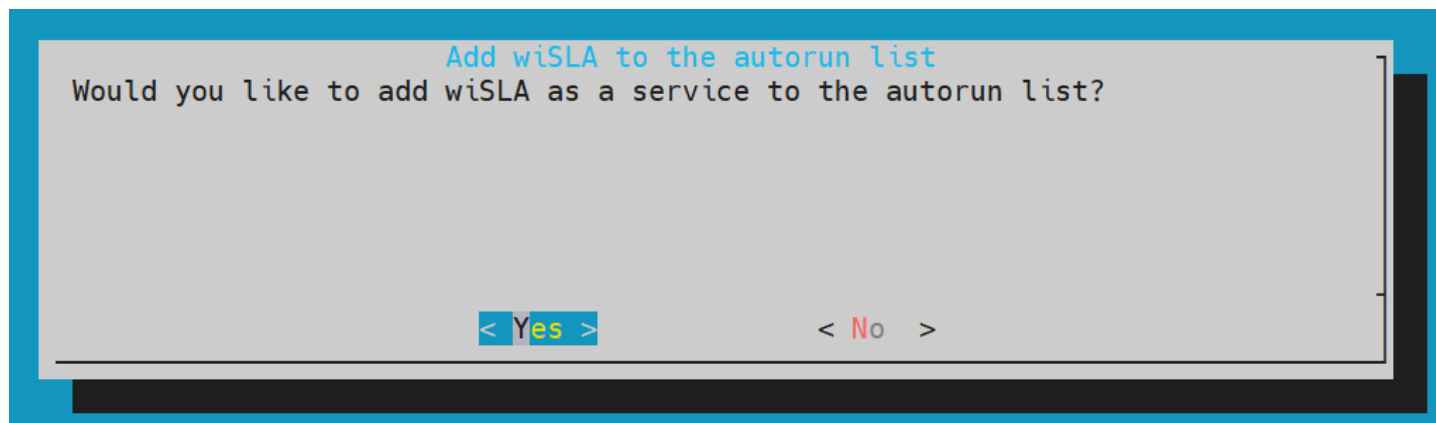 Add wiSLA to the autorun list
Would you like to add wiSLA as a service to the autorun list?
< Yes > < No >